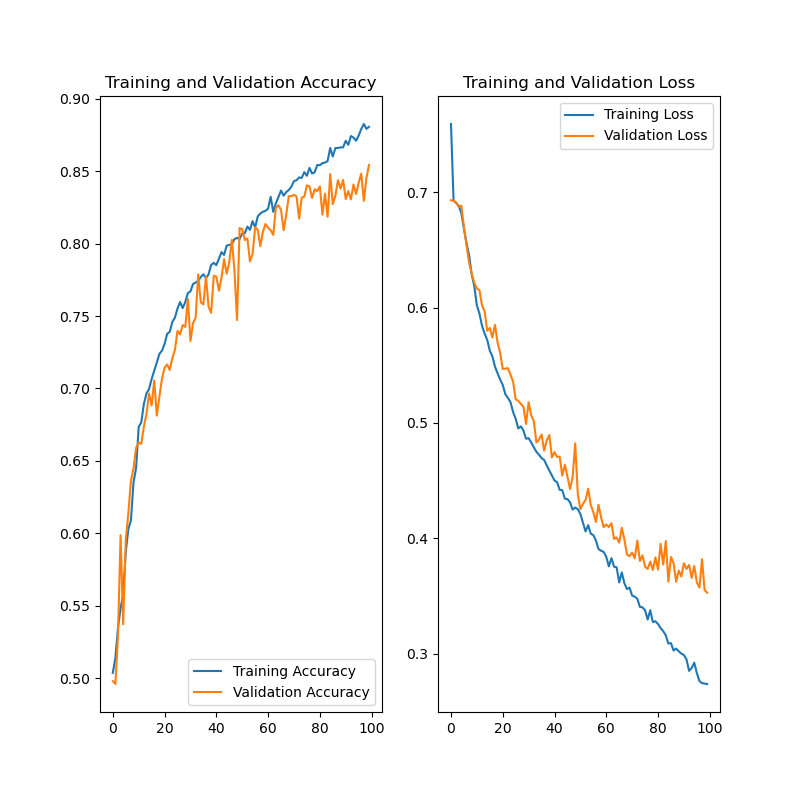 Training and Validation Accuracy
0.90
0.85
0.80
0.75
0.70
0.65
0.60
0.55
0.50
Training Accuracy
Validation Accuracy
0 20 40 60 80 100
Training and Validation Loss
Training Loss
Validation Loss
0.7
0.6
0.5
0.4
0.3
0 20 40 60 80 100